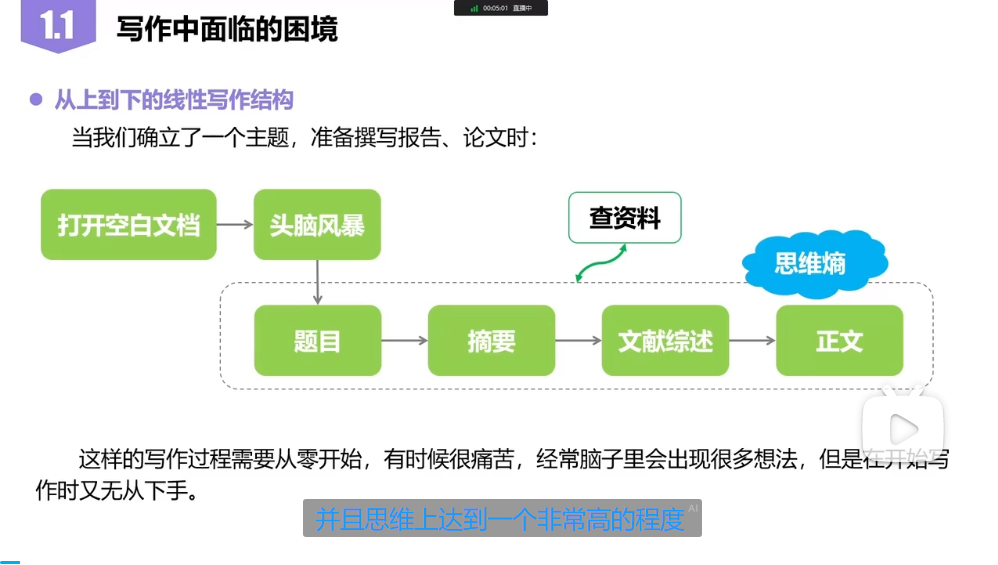 00:05:01 直播中
1.1 写作中面临的困境
从上到下的线性写作结构
当我们确立了一个主题，准备撰写报告、论文时：
打开空白文档
头脑风暴
查资料
思维熵
题目
摘要
文献综述
正文
这样的写作过程需要从零开始，有时候很痛苦，经常脑子里会出现很多想法，但是在开始写
作时又无从下手。
并且思维上达到一个非常高的程度
AI